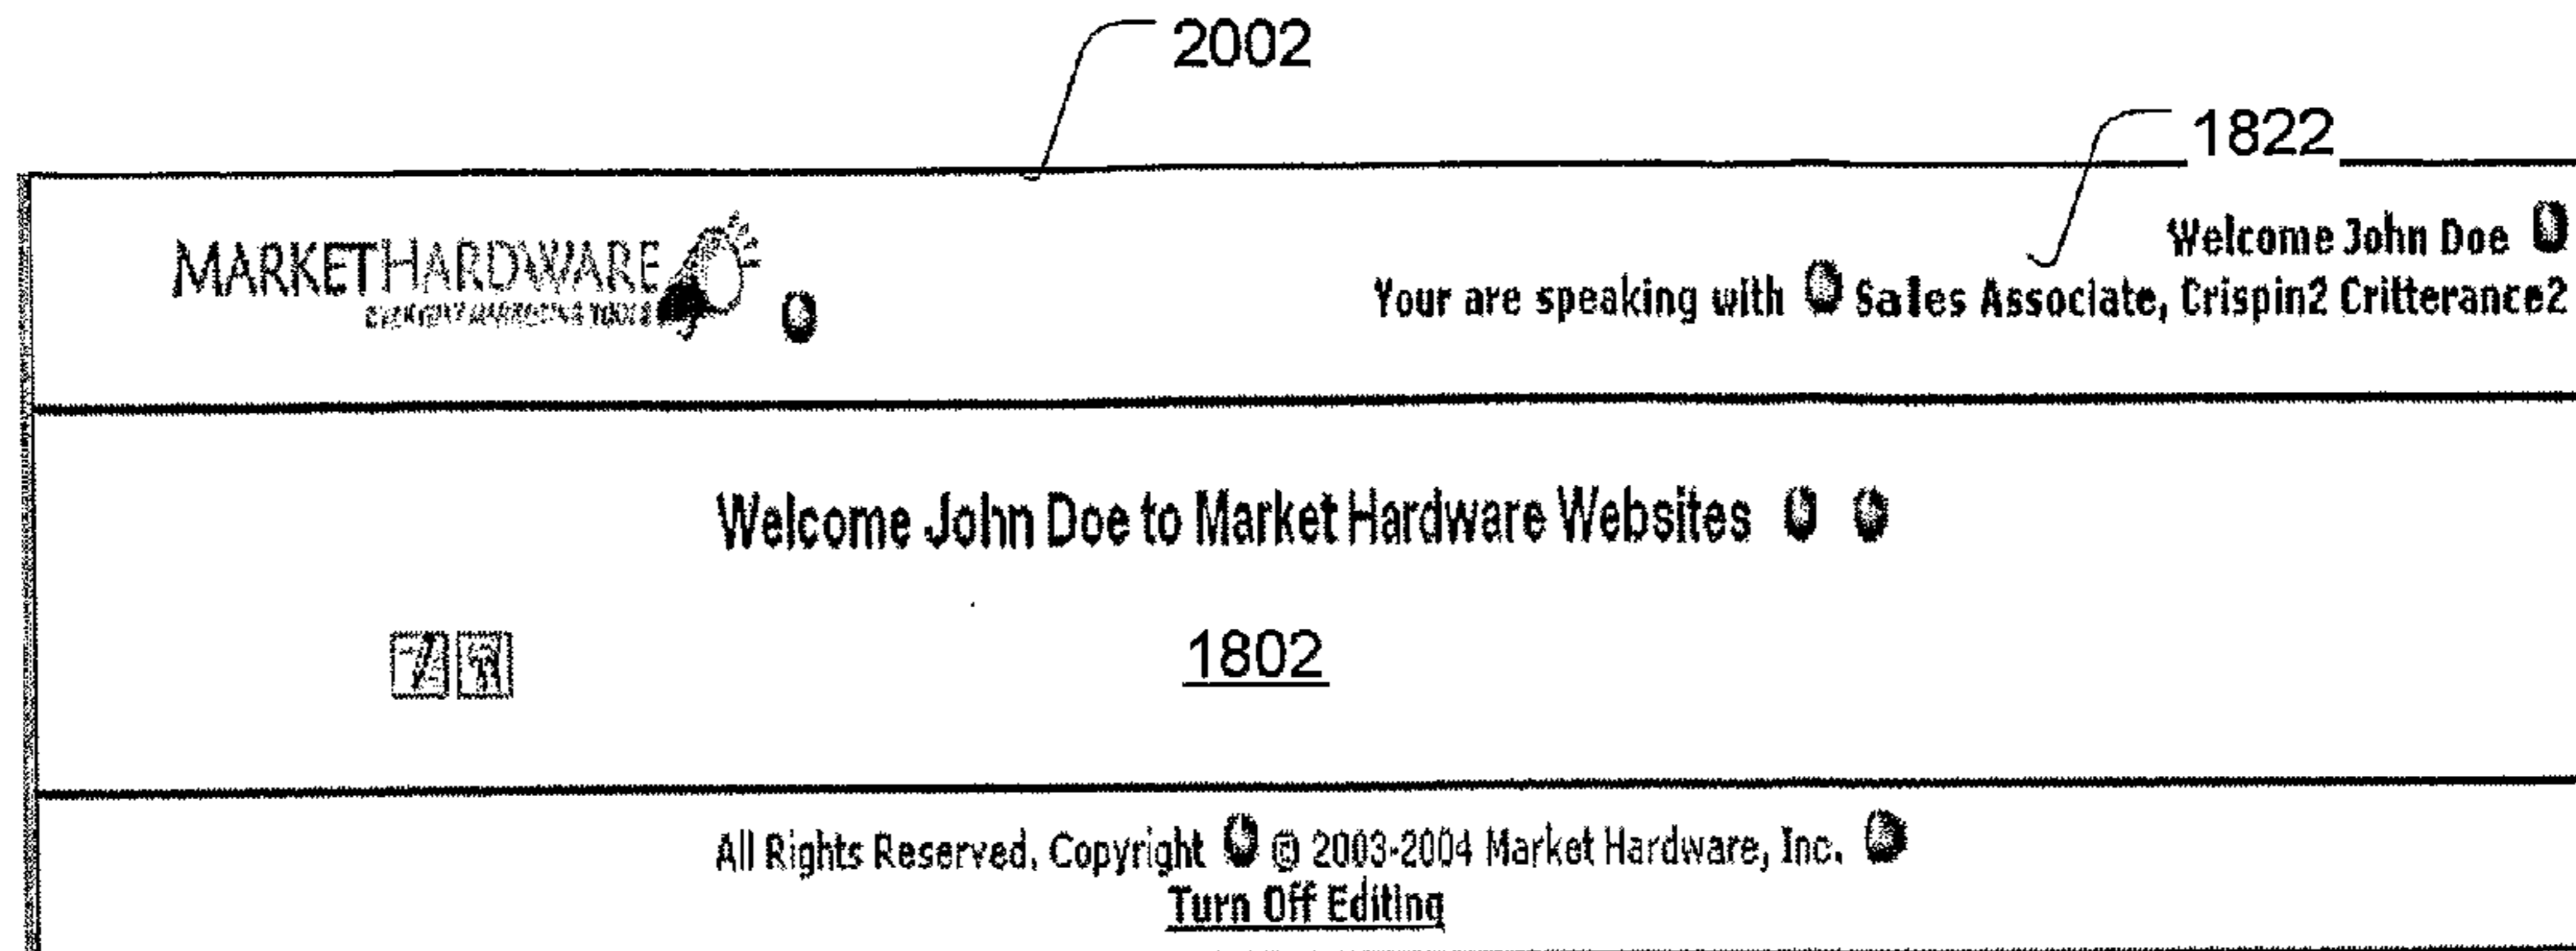 2002
1822
MARKETHARDWARE
Welcome John Doe
Your are speaking with Sales Associate, Crispin2 Critterance2
Welcome John Doe to Market Hardware Websites
1802
All Rights Reserved, Copyright © 2003-2004 Market Hardware, Inc.
Turn Off Editing